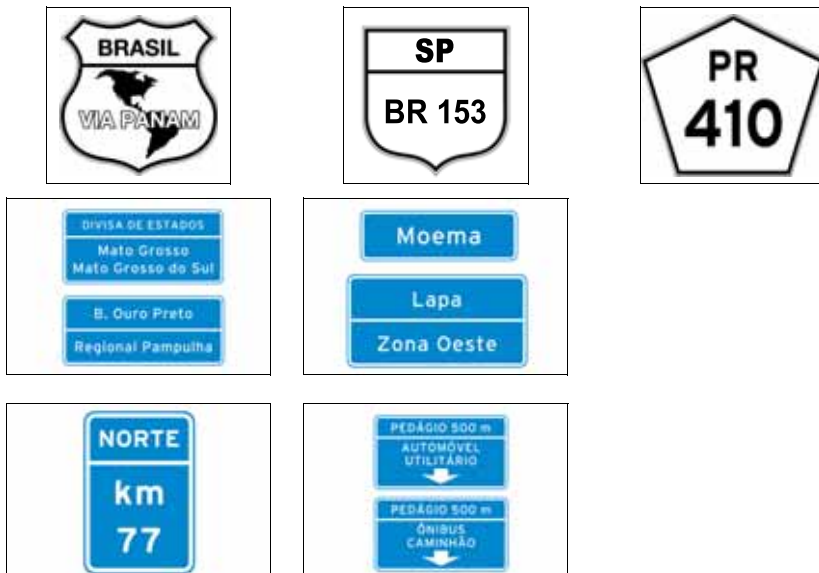 BRASIL
VIA PANAM
SP
BR 153
PR
410
DIVISA DE ESTADOS
Mato Grosso
Mato Grosso do Sul
B. Ouro Preto
Regional Pampulha
Moema
Lapa
Zona Oeste
NORTE
km
77
PEDÁGIO 500 m
AUTOMÓVEL
UTILITÁRIO
PEDÁGIO 500 m
ÔNIBUS
CAMINHÃO